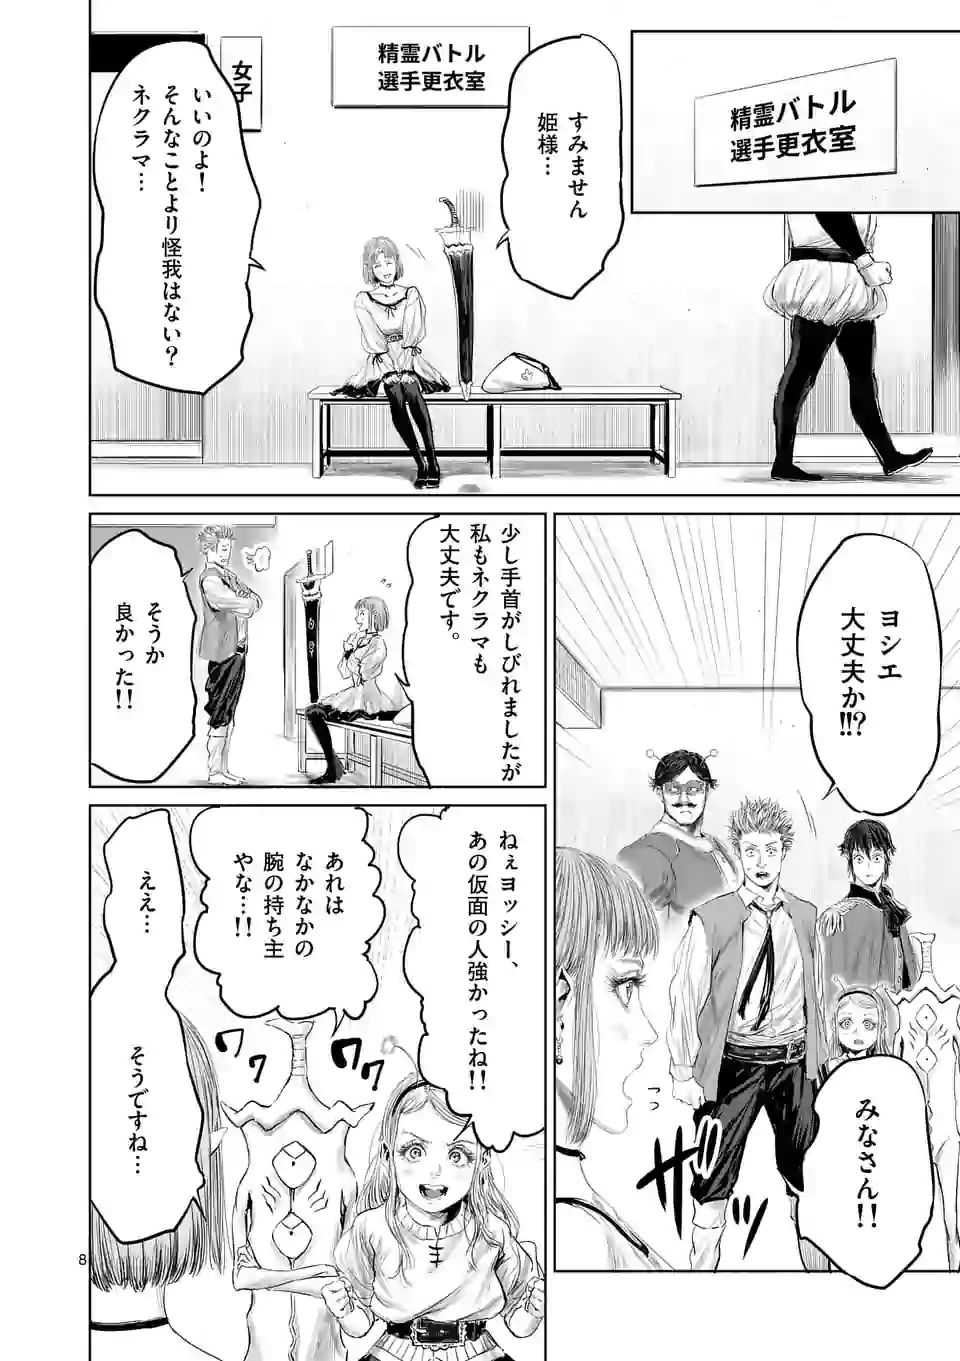 精霊バトル
選手更衣室
精霊バトル
選手更衣室
女子
すみません
姫様…
いいのよ!
そんなことより怪我はない?
ネクラマ…
ヨシエ
大丈夫か!!?
みなさん!!
ザッ
少し手首がしびれましたが
私もネクラマも
大丈夫です。
そうか
良かった!!
ねぇヨッシー、
あの仮面の人強かったね!!
あれは
なかなかの
腕の持ち主
やな…!!
ワク
ワク
ええ…
そうですね…
8